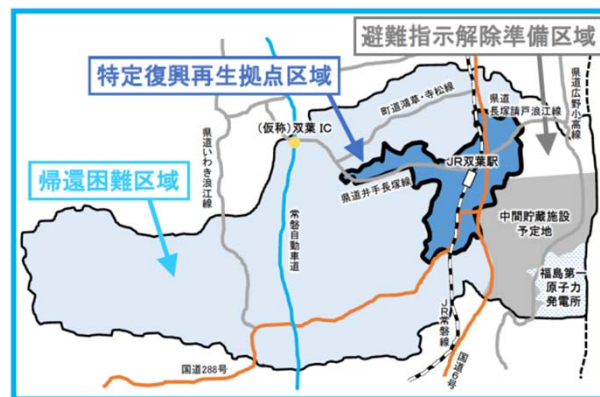 避難指示解除準備区域
特定復興再生拠点区域
帰還困難区域
(仮称)双葉 IC
町道鴻草・寺松線
県道
長塚請戸浪江線
県道広野小高線
県道いわき浪江線
JR双葉駅
県道井手長塚線
中間貯蔵施設
予定地
常磐自動車道
福島第一
原子力
発電所
JR常磐線
国道6号
国道288号